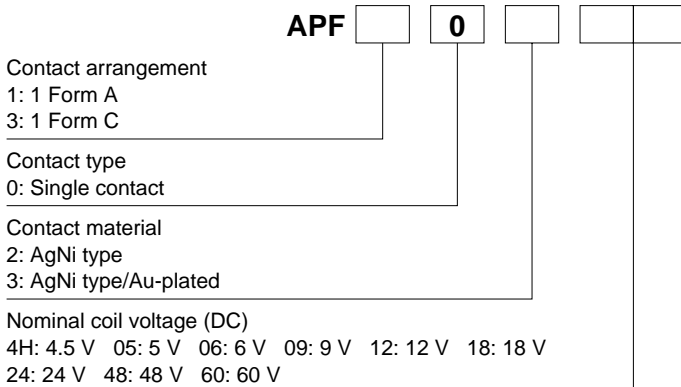 APF 0
Contact arrangement
1: 1 Form A
3: 1 Form C
Contact type
0: Single contact
Contact material
2: AgNi type
3: AgNi type/Au-plated
Nominal coil voltage (DC)
4H: 4.5 V 05: 5 V 06: 6 V 09: 9 V 12: 12 V 18: 18 V
24: 24 V 48: 48 V 60: 60 V